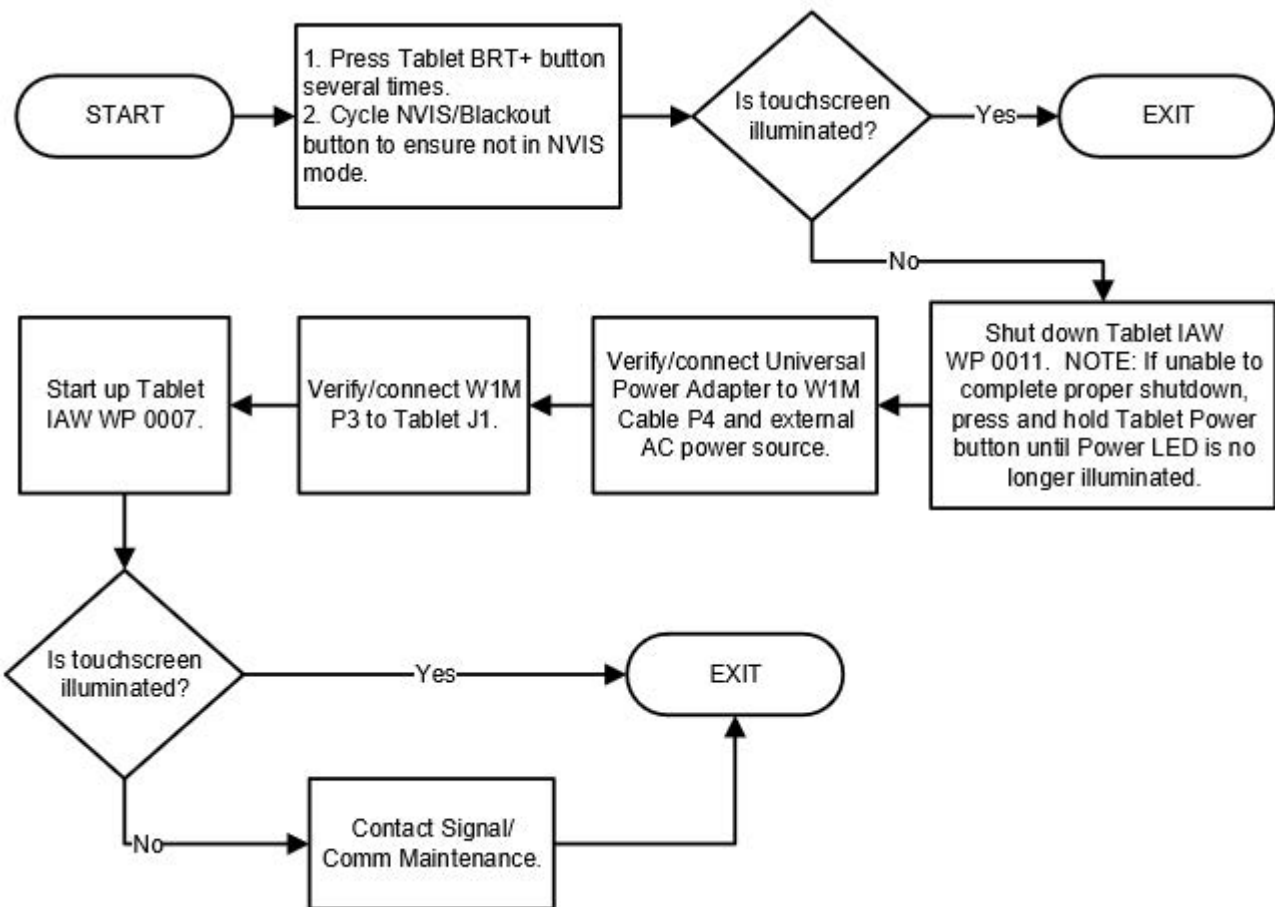 START
1. Press Tablet BRT+ button
several times.
2. Cycle NVIS/Blackout
button to ensure not in NVIS
mode.
Is touchscreen
illuminated?
Yes
EXIT
No
Shut down Tablet IAW
WP 0011.  NOTE: If unable to
complete proper shutdown,
press and hold Tablet Power
button until Power LED is no
longer illuminated.
Verify/connect Universal
Power Adapter to W1M
Cable P4 and external
AC power source.
Verify/connect W1M
P3 to Tablet J1.
Start up Tablet
IAW WP 0007.
Is touchscreen
illuminated?
Yes
EXIT
No
Contact Signal/
Comm Maintenance.